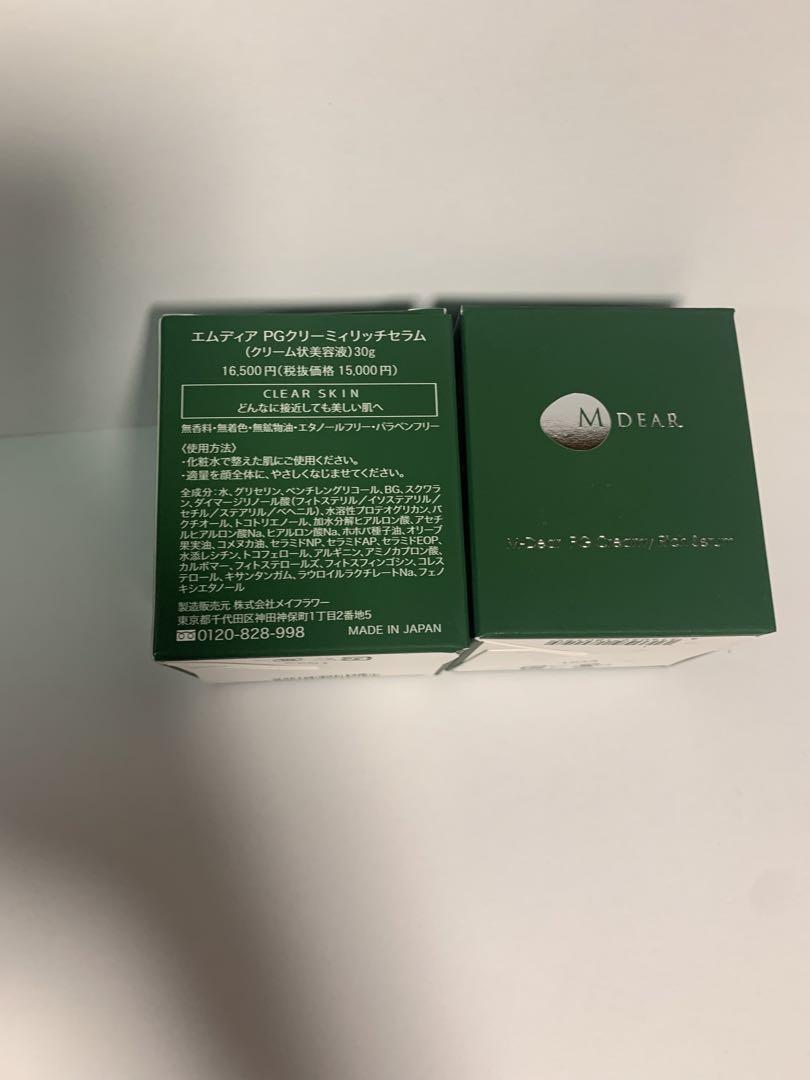 エムディア PGクリーミィリッチセラム
(クリーム状美容液)30g
16,500円(税抜価格 15,000円)
CLEAR SKIN
どんなに接近しても美しい肌へ
無香料・無着色・無鉱物油・エタノールフリー・パラベンフリー
〈使用方法〉
・化粧水で整えた肌にご使用ください。
・適量を顔全体に、やさしくなじませてください。
全成分:水、グリセリン、ペンチレングリコール、BG、スクワラ
ン、ダイマージリノール酸(フィトステリル/イソステアリル/
セチル/ステアリル/ベヘニル)、水溶性プロテオグリカン、バ
クチオール、トコトリエノール、加水分解ヒアルロン酸、アセチ
ルヒアルロン酸Na、ヒアルロン酸Na、ホホバ種子油、オリーブ
果実油、コメヌカ油、セラミドNP、セラミドAP、セラミドEOP、
水添レシチン、トコフェロール、アルギニン、アミノカプロン酸、
カルボマー、フィトステロールズ、フィトスフィンゴシン、コレス
テロール、キサンタンガム、ラウロイルラクチレートNa、フェノ
キシエタノール
製造販売元 株式会社メイフラワー
東京都千代田区神田神保町1丁目2番地5
0120-828-998 MADE IN JAPAN
M DEAR
M-Dear PG Creamy Rich Serum